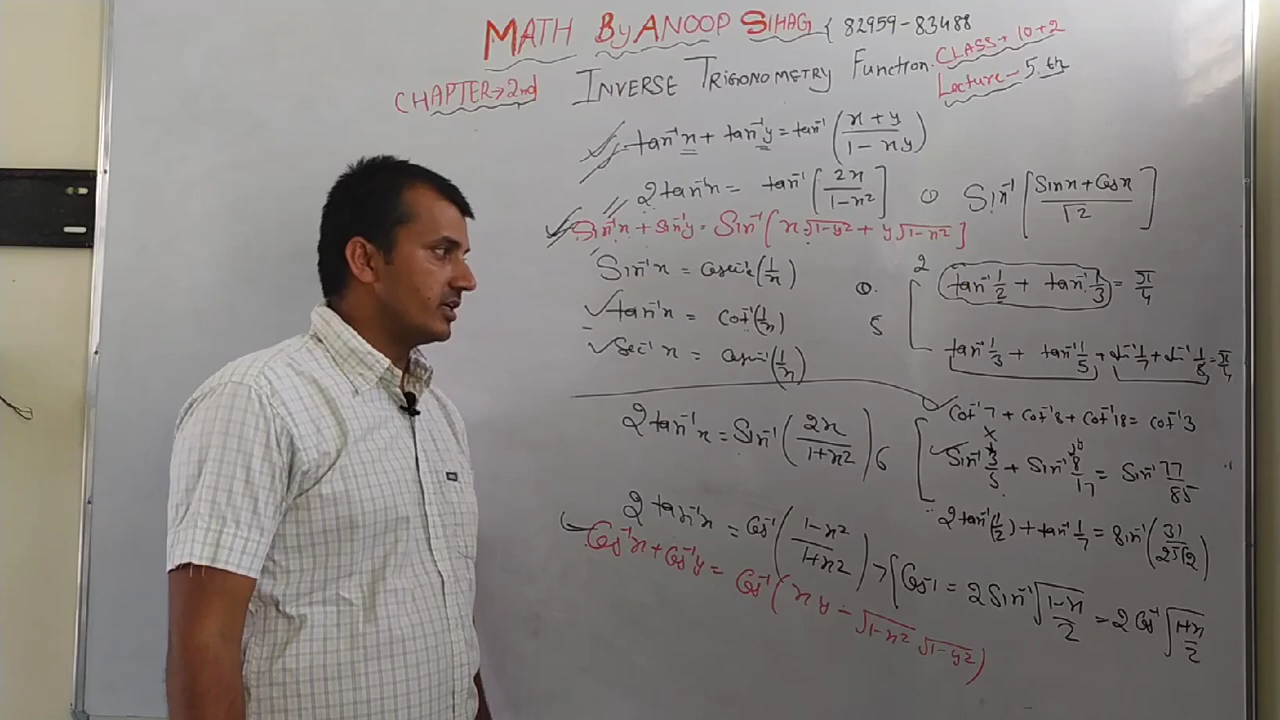 MATH By ANOOP SIHAG { 82959-83488
CHAPTER → 2nd INVERSE TRIGONOMETRY Function. CLASS → 10+2
Lecture - 5th
tan⁻¹x + tan⁻¹y = tan⁻¹(x+y/1-xy)
2tan⁻¹x = tan⁻¹[2x/1-x²]
Sin⁻¹[Sinx+Cosx/√2]
Sin⁻¹x + Sin⁻¹y = Sin⁻¹[x√1-y² + y√1-x²]
Sin⁻¹x = Cosec⁻¹(1/x)
tan⁻¹x = Cot⁻¹(1/x)
Sec⁻¹x =
2 tan⁻¹1/2 + tan⁻¹1/3 = π/4
5 tan⁻¹1/3 + tan⁻¹1/5 + tan⁻¹1/7 + tan⁻¹1/8 = π/4
2tan⁻¹x = Sin⁻¹(2x/1+x²)
2tan⁻¹x = Cos⁻¹(1-x²/1+x²) → {Cos⁻¹ = 2Sin⁻¹√1-x/2 = 2Cos⁻¹√1+x/2
Cos⁻¹x + Cos⁻¹y = Cos⁻¹(xy - √1-x² √1-y²)
Cot⁻¹7 + Cot⁻¹8 + Cot⁻¹18 = Cot⁻¹3
6 Sin⁻¹3/5 + Sin⁻¹8/17 = Sin⁻¹77/85
2tan⁻¹(1/2) + tan⁻¹1/7 = Sin⁻¹(31/25√2)